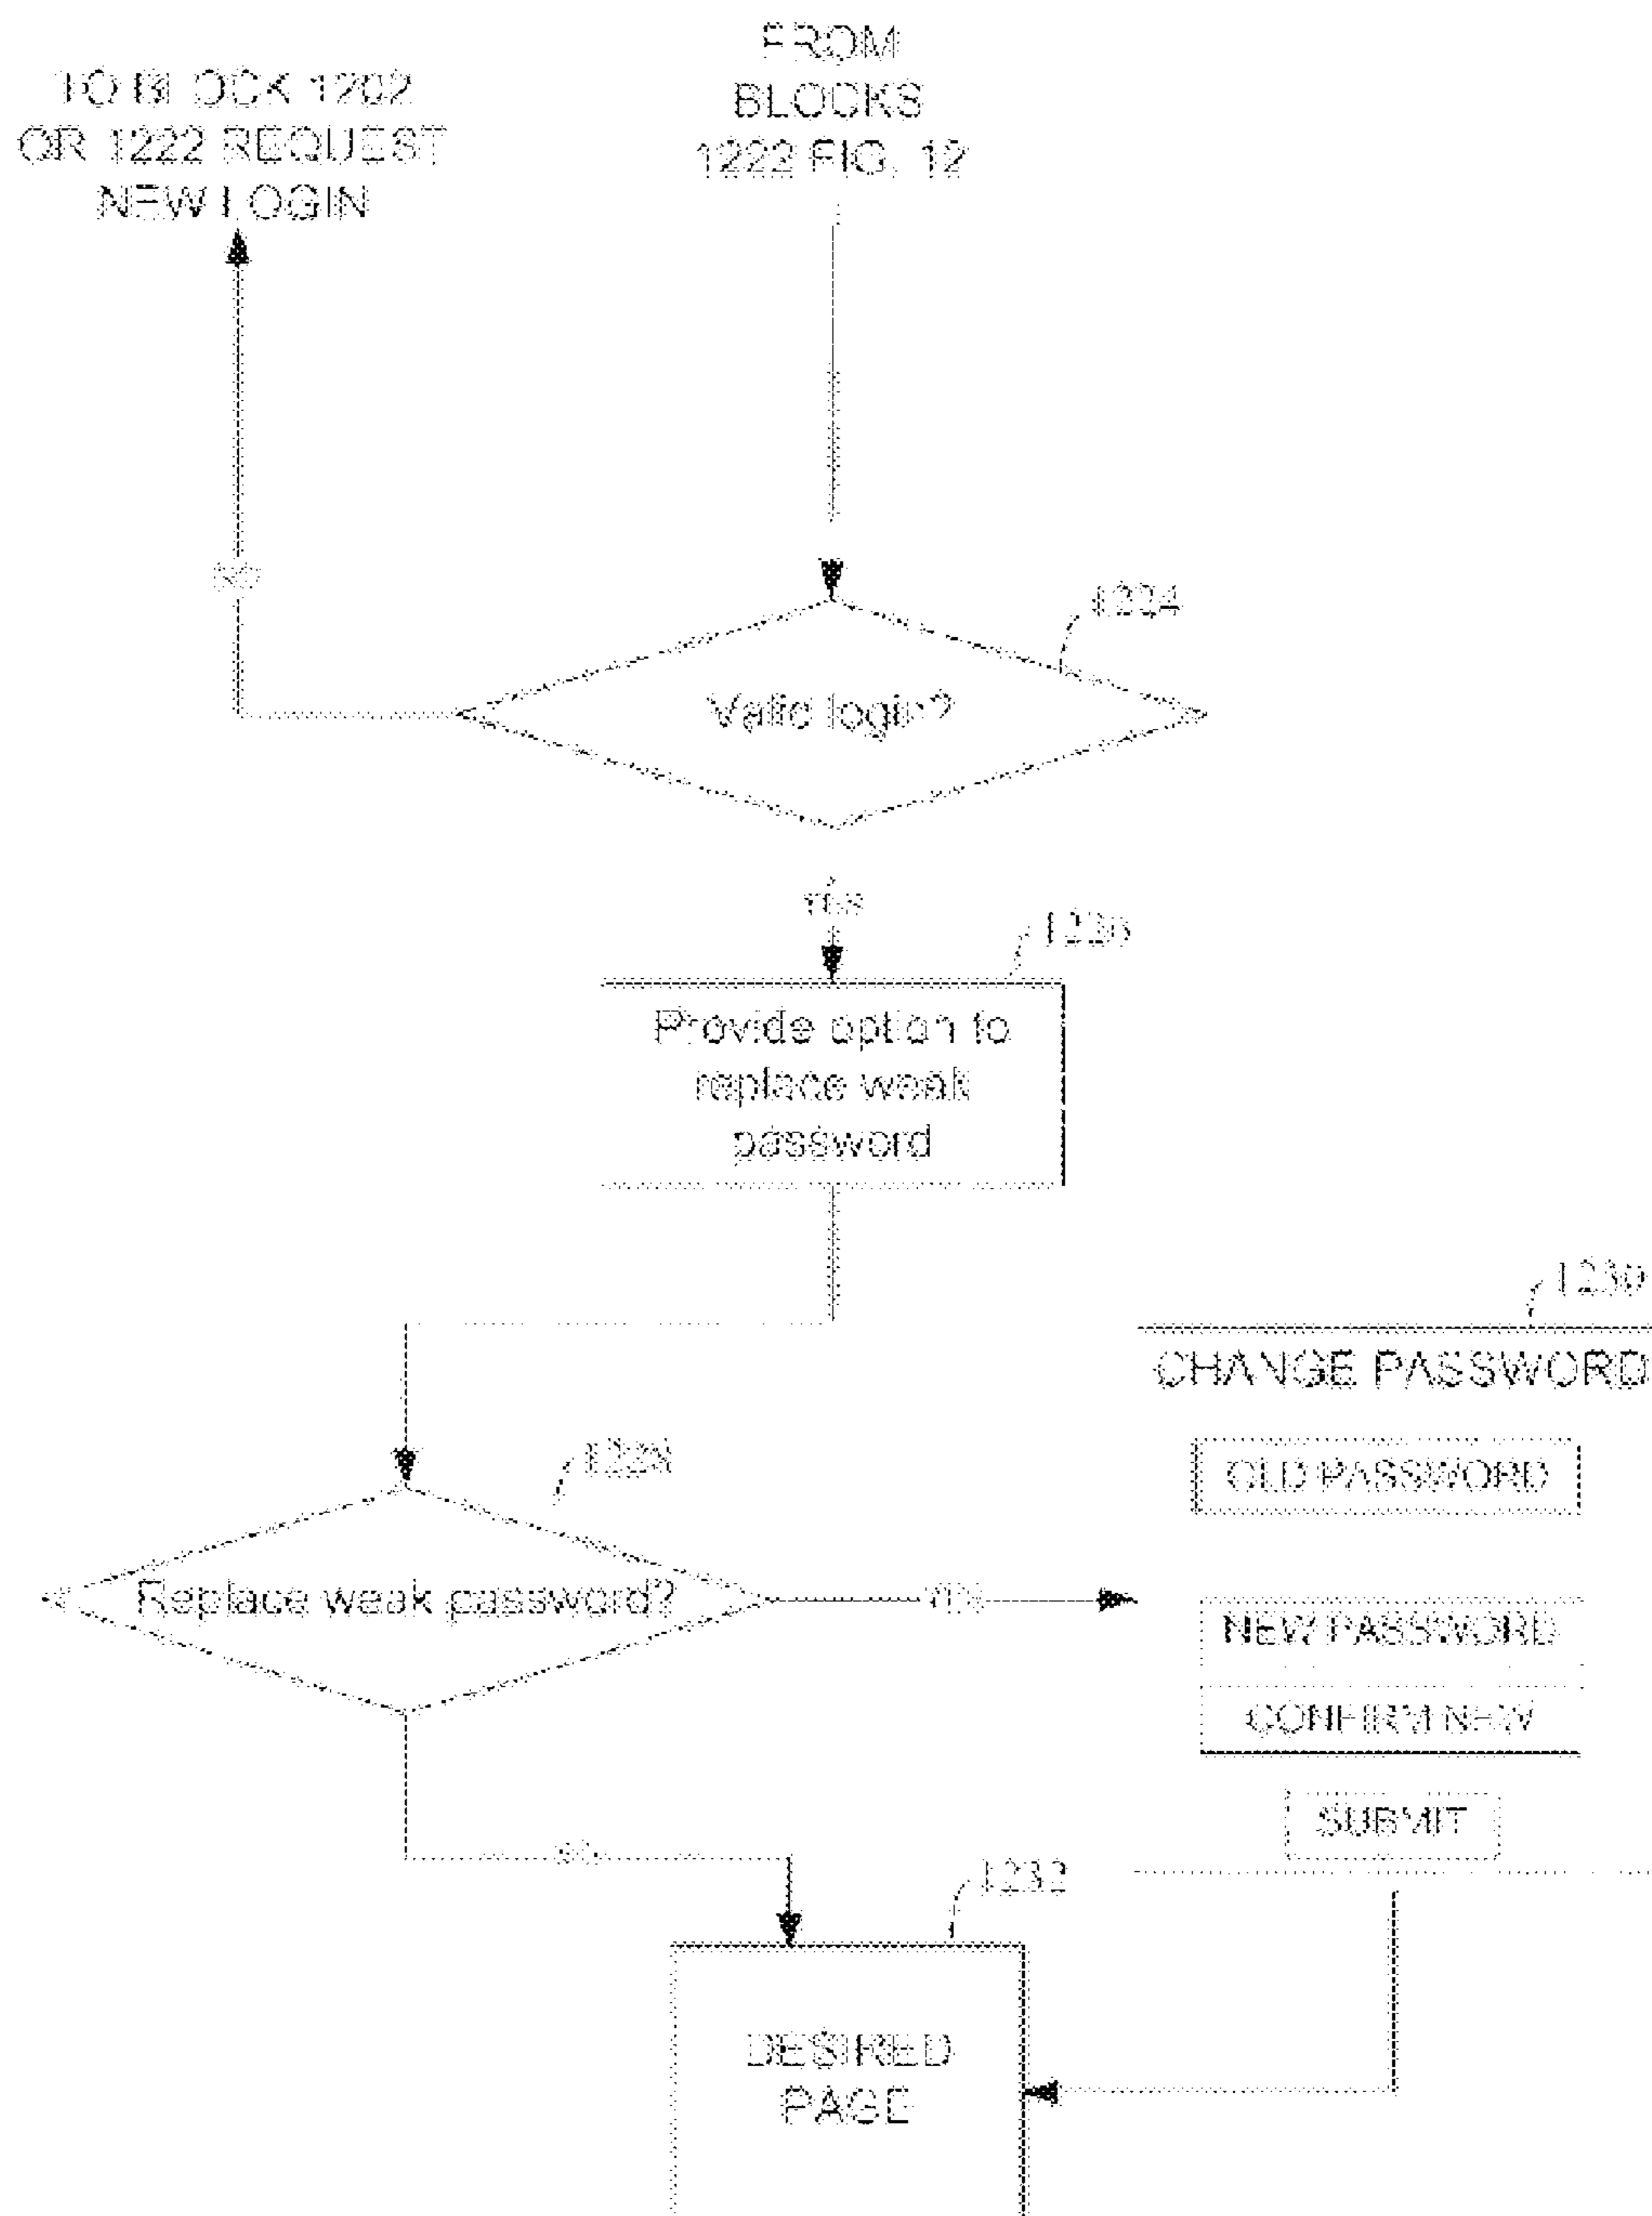 TO BLOCK 1202
OR 1222 REQUEST
NEW LOGIN
FROM
BLOCKS
1222 FIG. 12
NO
1224
Valid login?
YES
1226
Provide option to
replace weak
password
1230
CHANGE PASSWORD
OLD PASSWORD
1228
Replace weak password?
YES
NEW PASSWORD
CONFIRM NEW
SUBMIT
NO
1232
DESIRED
PAGE